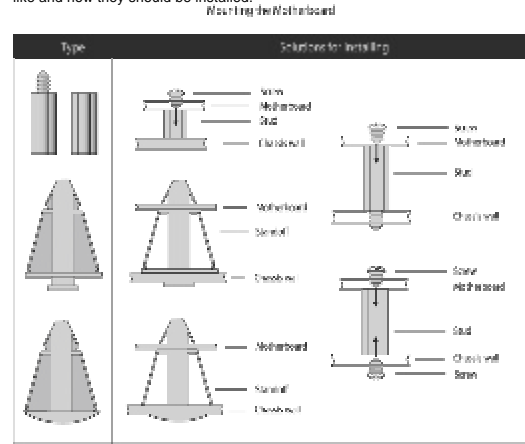 like and how they should be installed.
Mounting the Motherboard
Type
Solutions for Installing
Screw
Motherboard
Stud
Chassis wall
Screw
Motherboard
Stud
Chassis wall
Motherboard
Standoff
Chassis wall
Screw
Motherboard
Stud
Chassis wall
Screw
Motherboard
Standoff
Chassis wall